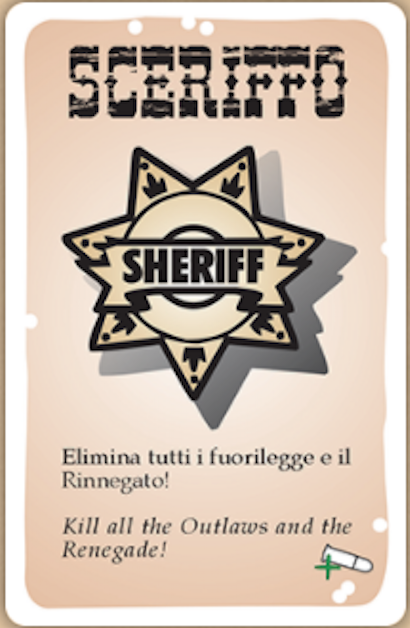 SCERIFFO
SHERIFF
Elimina tutti i fuorilegge e il
Rinnegato!
Kill all the Outlaws and the
Renegade!